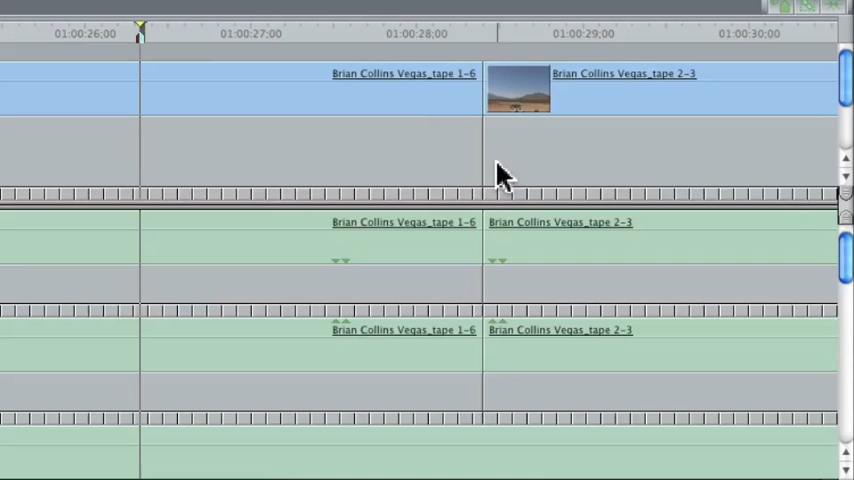 01:00:26;00 01:00:27;00 01:00:28;00 01:00:29;00 01:00:30;00
Brian Collins Vegas_tape 1-6 Brian Collins Vegas_tape 2-3
Brian Collins Vegas_tape 1-6 Brian Collins Vegas_tape 2-3
Brian Collins Vegas_tape 1-6 Brian Collins Vegas_tape 2-3